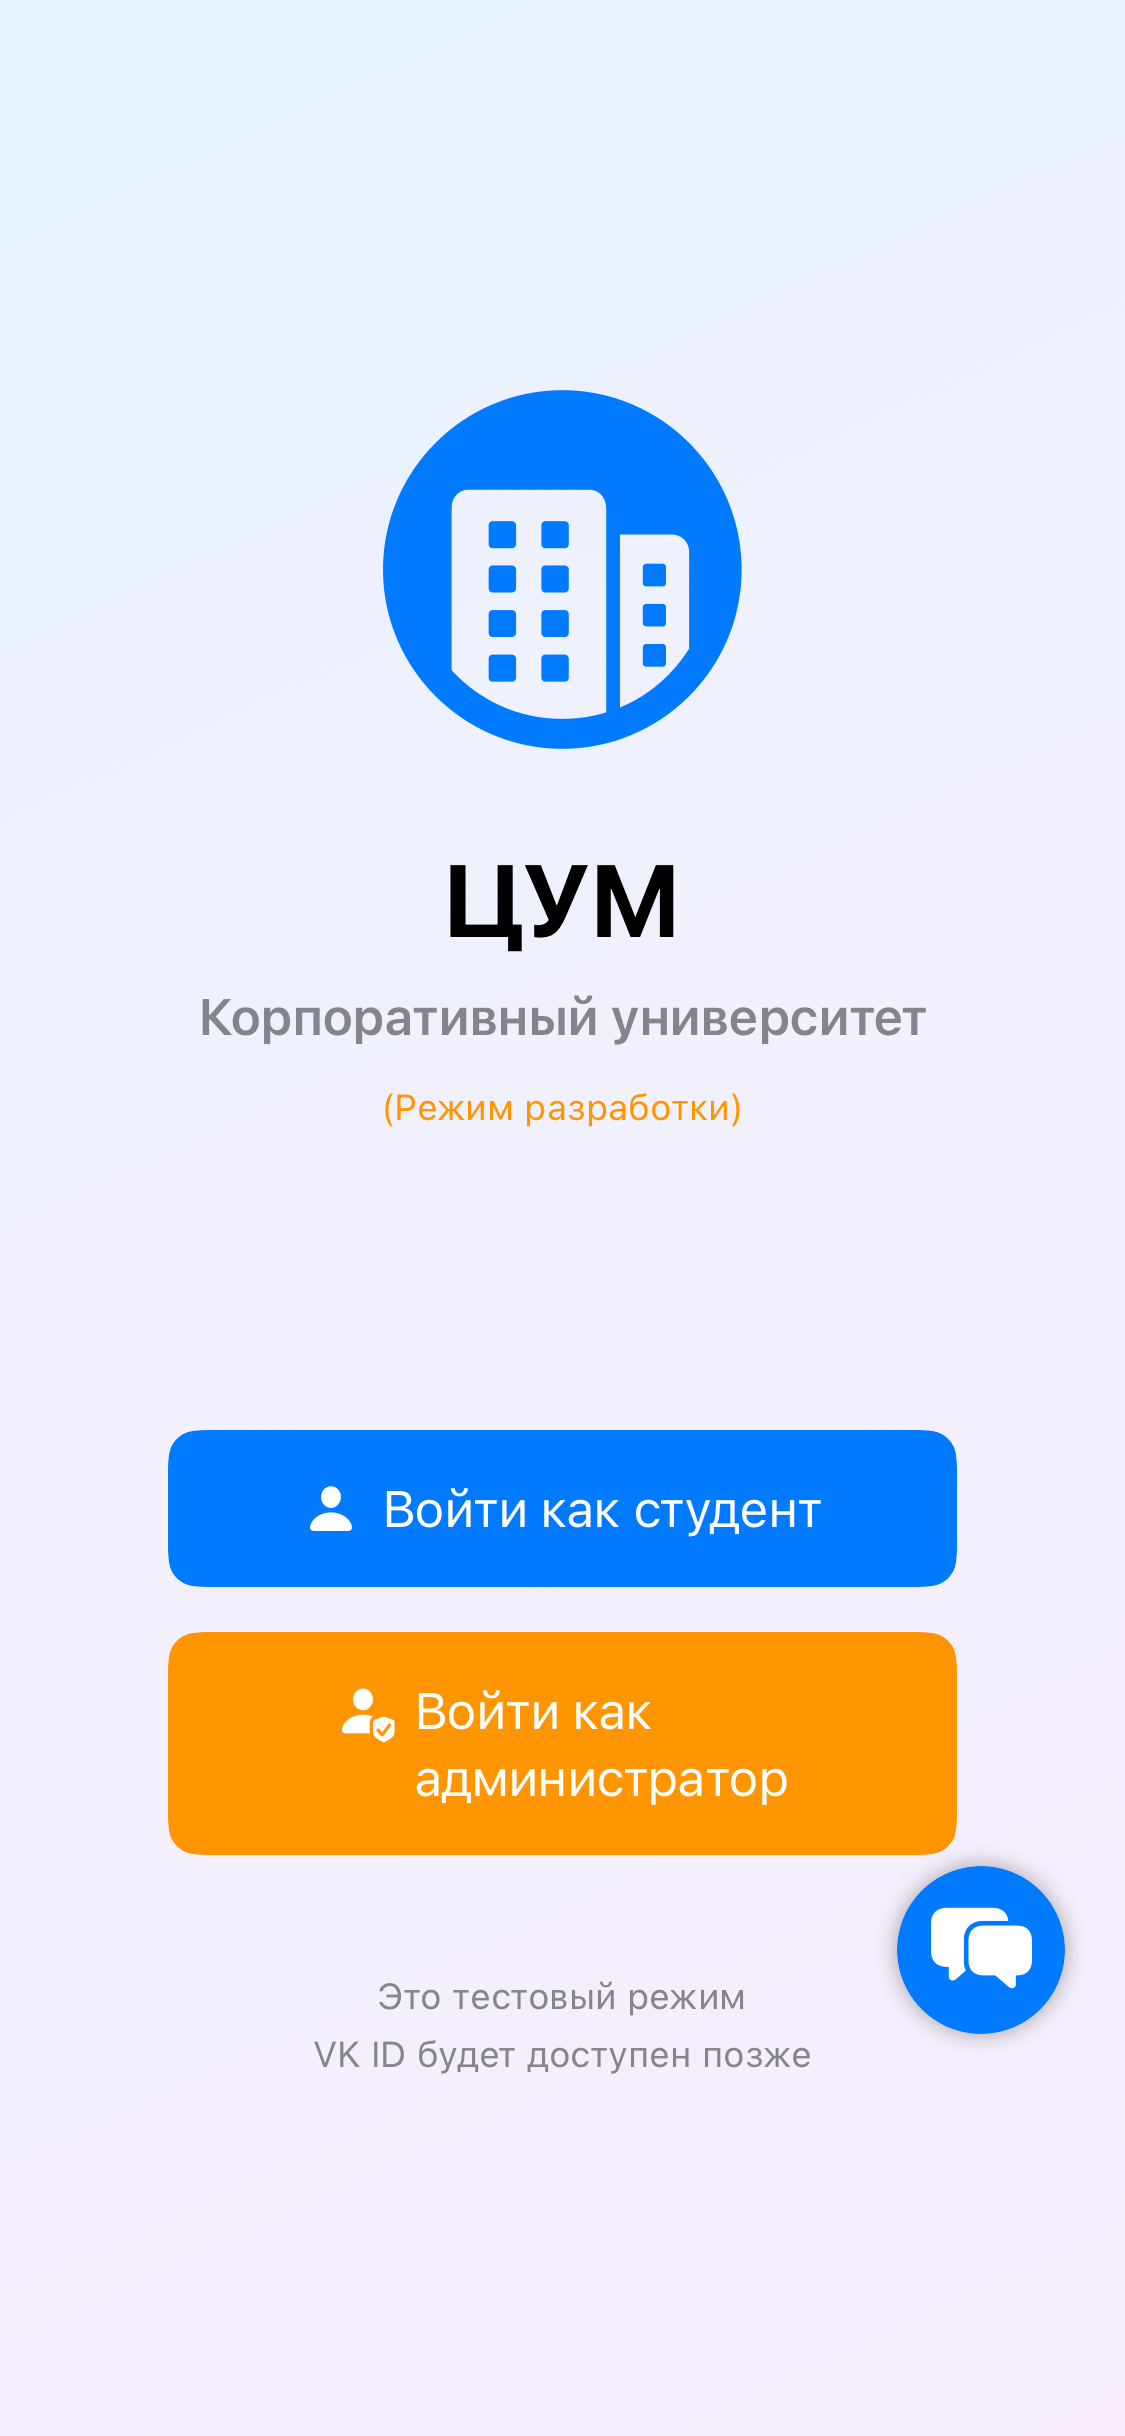 ЦУМ
Корпоративный университет
(Режим разработки)
Войти как студент
Войти как
администратор
Это тестовый режим
VK ID будет доступен позже